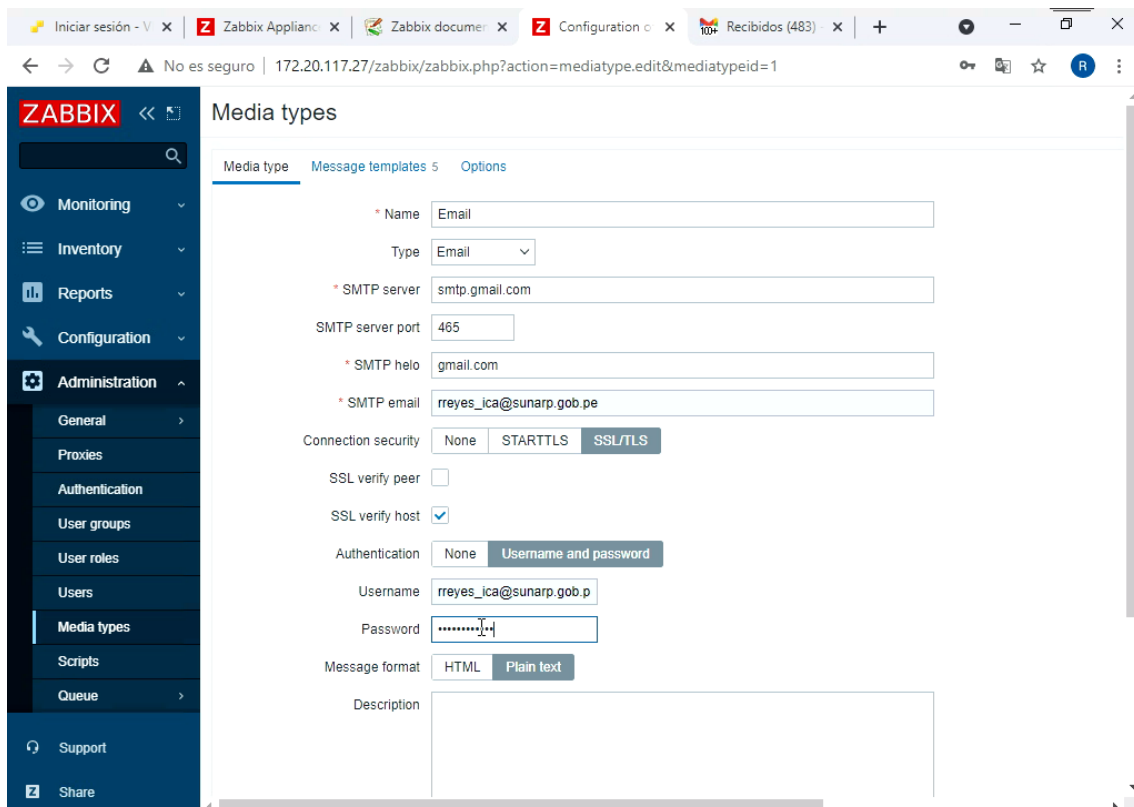 Iniciar sesión - V
Zabbix Applianc
Zabbix documen
Configuration o
Recibidos (483) -
No es seguro | 172.20.117.27/zabbix/zabbix.php?action=mediatype.edit&mediatypeid=1
R
ZABBIX
Media types
Media type Message templates 5 Options
Monitoring
Inventory
Reports
Configuration
Administration
General
Proxies
Authentication
User groups
User roles
Users
Media types
Scripts
Queue
Support
Share
* Name Email
Type Email
* SMTP server smtp.gmail.com
SMTP server port 465
* SMTP helo gmail.com
* SMTP email rreyes_ica@sunarp.gob.pe
Connection security None STARTTLS SSL/TLS
SSL verify peer
SSL verify host
Authentication None Username and password
Username rreyes_ica@sunarp.gob.p
Password
Message format HTML Plain text
Description